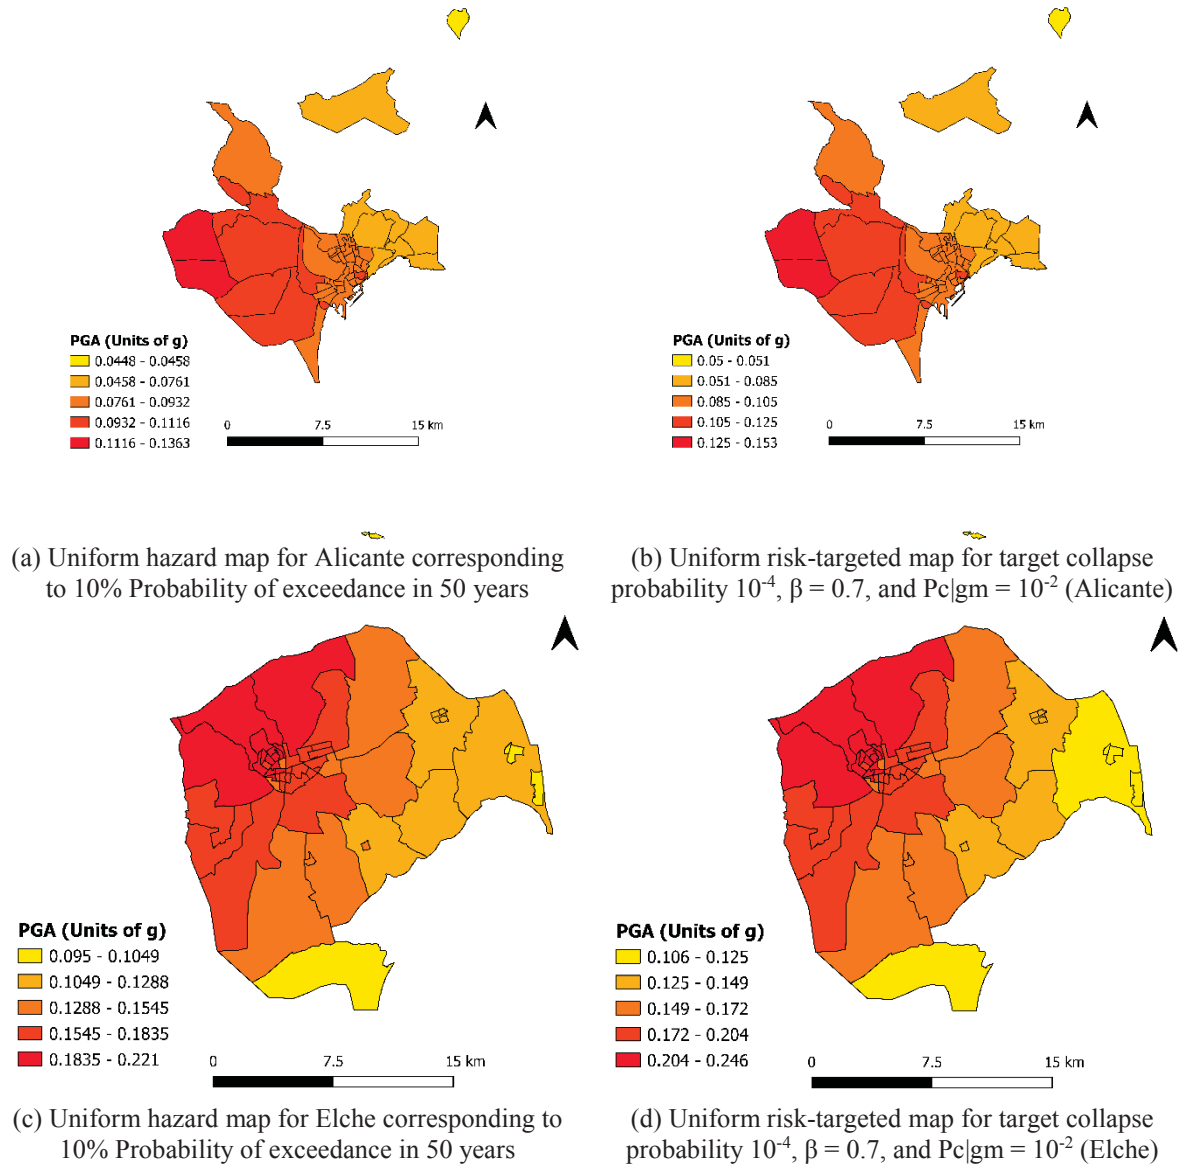 PGA (Units of g)
0.0448 - 0.0458
0.0458 - 0.0761
0.0761 - 0.0932
0.0932 - 0.1116
0.1116 - 0.1363
0 7.5 15 km
PGA (Units of g)
0.05 - 0.051
0.051 - 0.085
0.085 - 0.105
0.105 - 0.125
0.125 - 0.153
0 7.5 15 km
(a) Uniform hazard map for Alicante corresponding
to 10% Probability of exceedance in 50 years
(b) Uniform risk-targeted map for target collapse
probability 10⁻⁴, β = 0.7, and Pc|gm = 10⁻² (Alicante)
PGA (Units of g)
0.095 - 0.1049
0.1049 - 0.1288
0.1288 - 0.1545
0.1545 - 0.1835
0.1835 - 0.221
0 7.5 15 km
PGA (Units of g)
0.106 - 0.125
0.125 - 0.149
0.149 - 0.172
0.172 - 0.204
0.204 - 0.246
0 7.5 15 km
(c) Uniform hazard map for Elche corresponding to
10% Probability of exceedance in 50 years
(d) Uniform risk-targeted map for target collapse
probability 10⁻⁴, β = 0.7, and Pc|gm = 10⁻² (Elche)